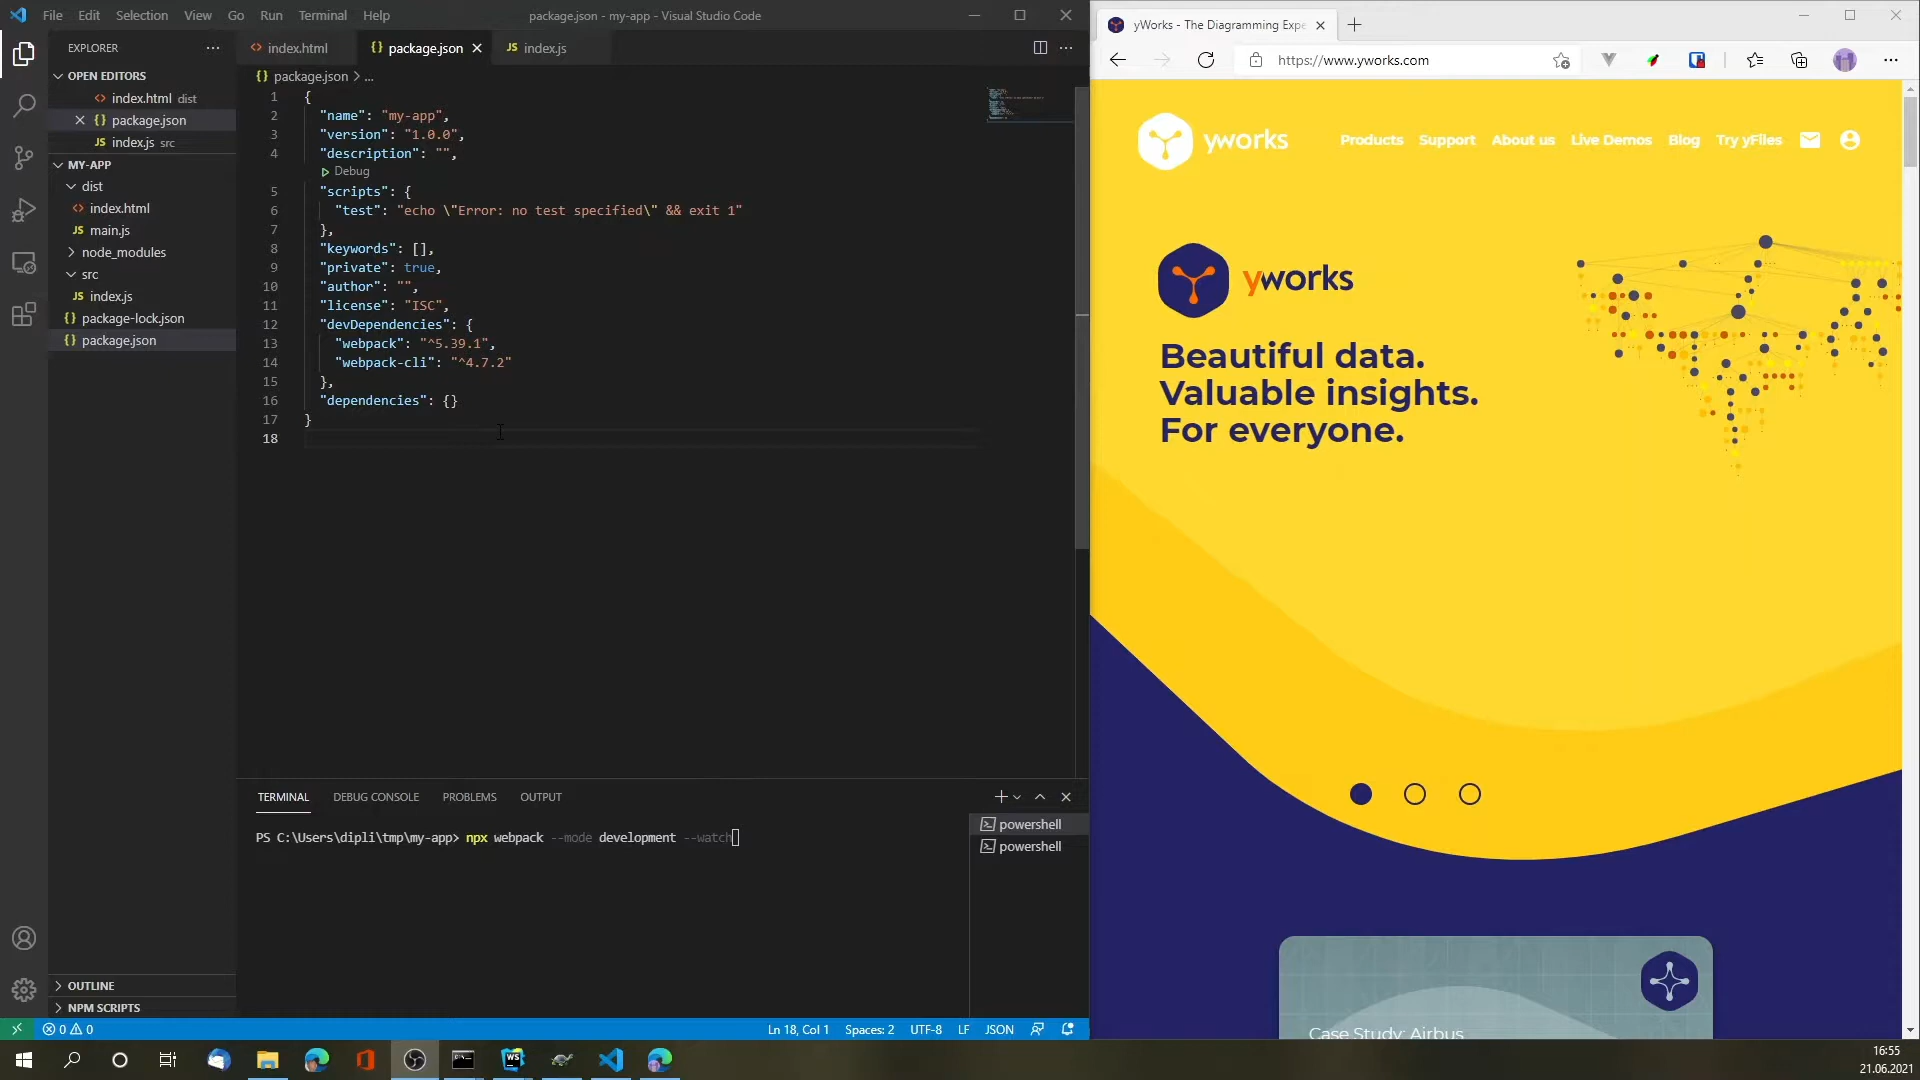 File Edit Selection View Go Run Terminal Help
package.json - my-app - Visual Studio Code
EXPLORER
OPEN EDITORS
index.html dist
{} package.json
JS index.js src
MY-APP
dist
index.html
JS main.js
node_modules
src
JS index.js
{} package-lock.json
{} package.json
OUTLINE
NPM SCRIPTS
index.html
{} package.json
JS index.js
{} package.json > ...
1 {
2 "name": "my-app",
3 "version": "1.0.0",
4 "description": "",
Debug
5 "scripts": {
6 "test": "echo \"Error: no test specified\" && exit 1"
7 },
8 "keywords": [],
9 "private": true,
10 "author": "",
11 "license": "ISC",
12 "devDependencies": {
13 "webpack": "^5.39.1",
14 "webpack-cli": "^4.7.2"
15 },
16 "dependencies": {}
17 }
18
TERMINAL DEBUG CONSOLE PROBLEMS OUTPUT
PS C:\Users\dipli\tmp\my-app> npx webpack --mode development --watch
powershell
powershell
0 0
Ln 18, Col 1 Spaces: 2 UTF-8 LF JSON
yWorks - The Diagramming Expe
https://www.yworks.com
yworks
Products Support About us Live Demos Blog Try yFiles
yworks
Beautiful data.
Valuable insights.
For everyone.
Case Study: Airbus
WS
16:55
21.06.2021